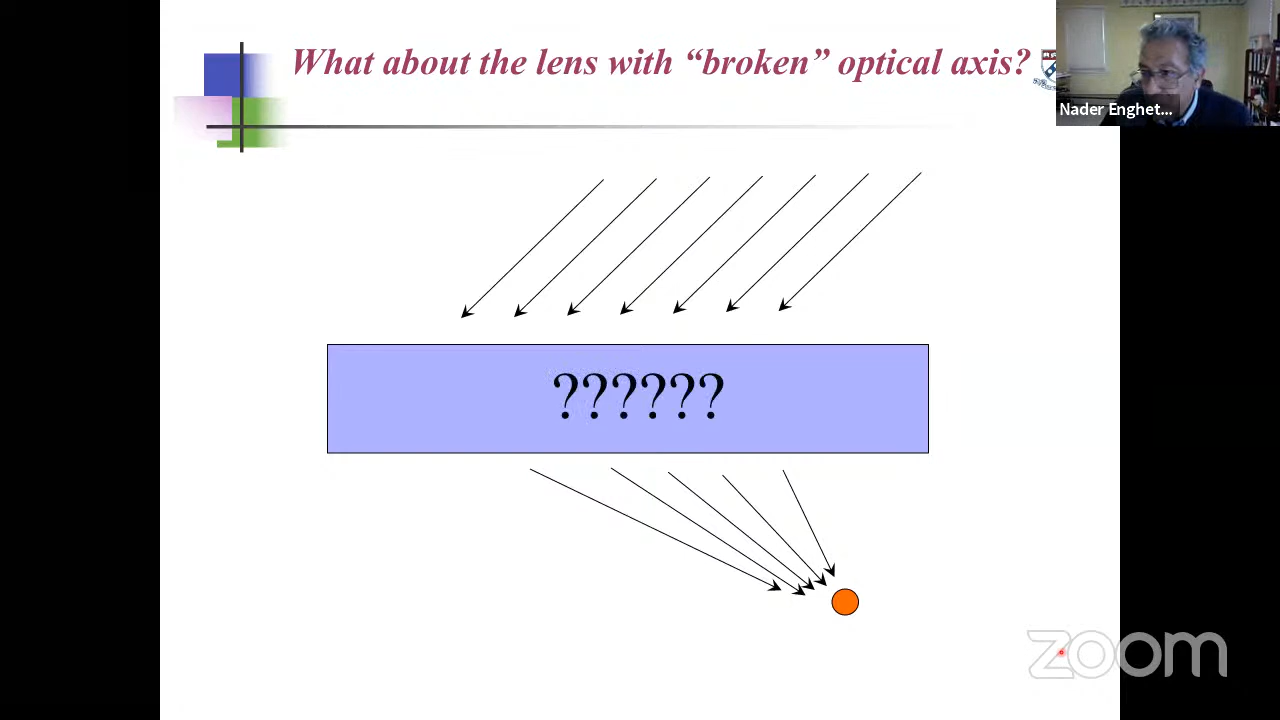 What about the lens with “broken” optical axis?
Nader Enghet...
??????
zoom